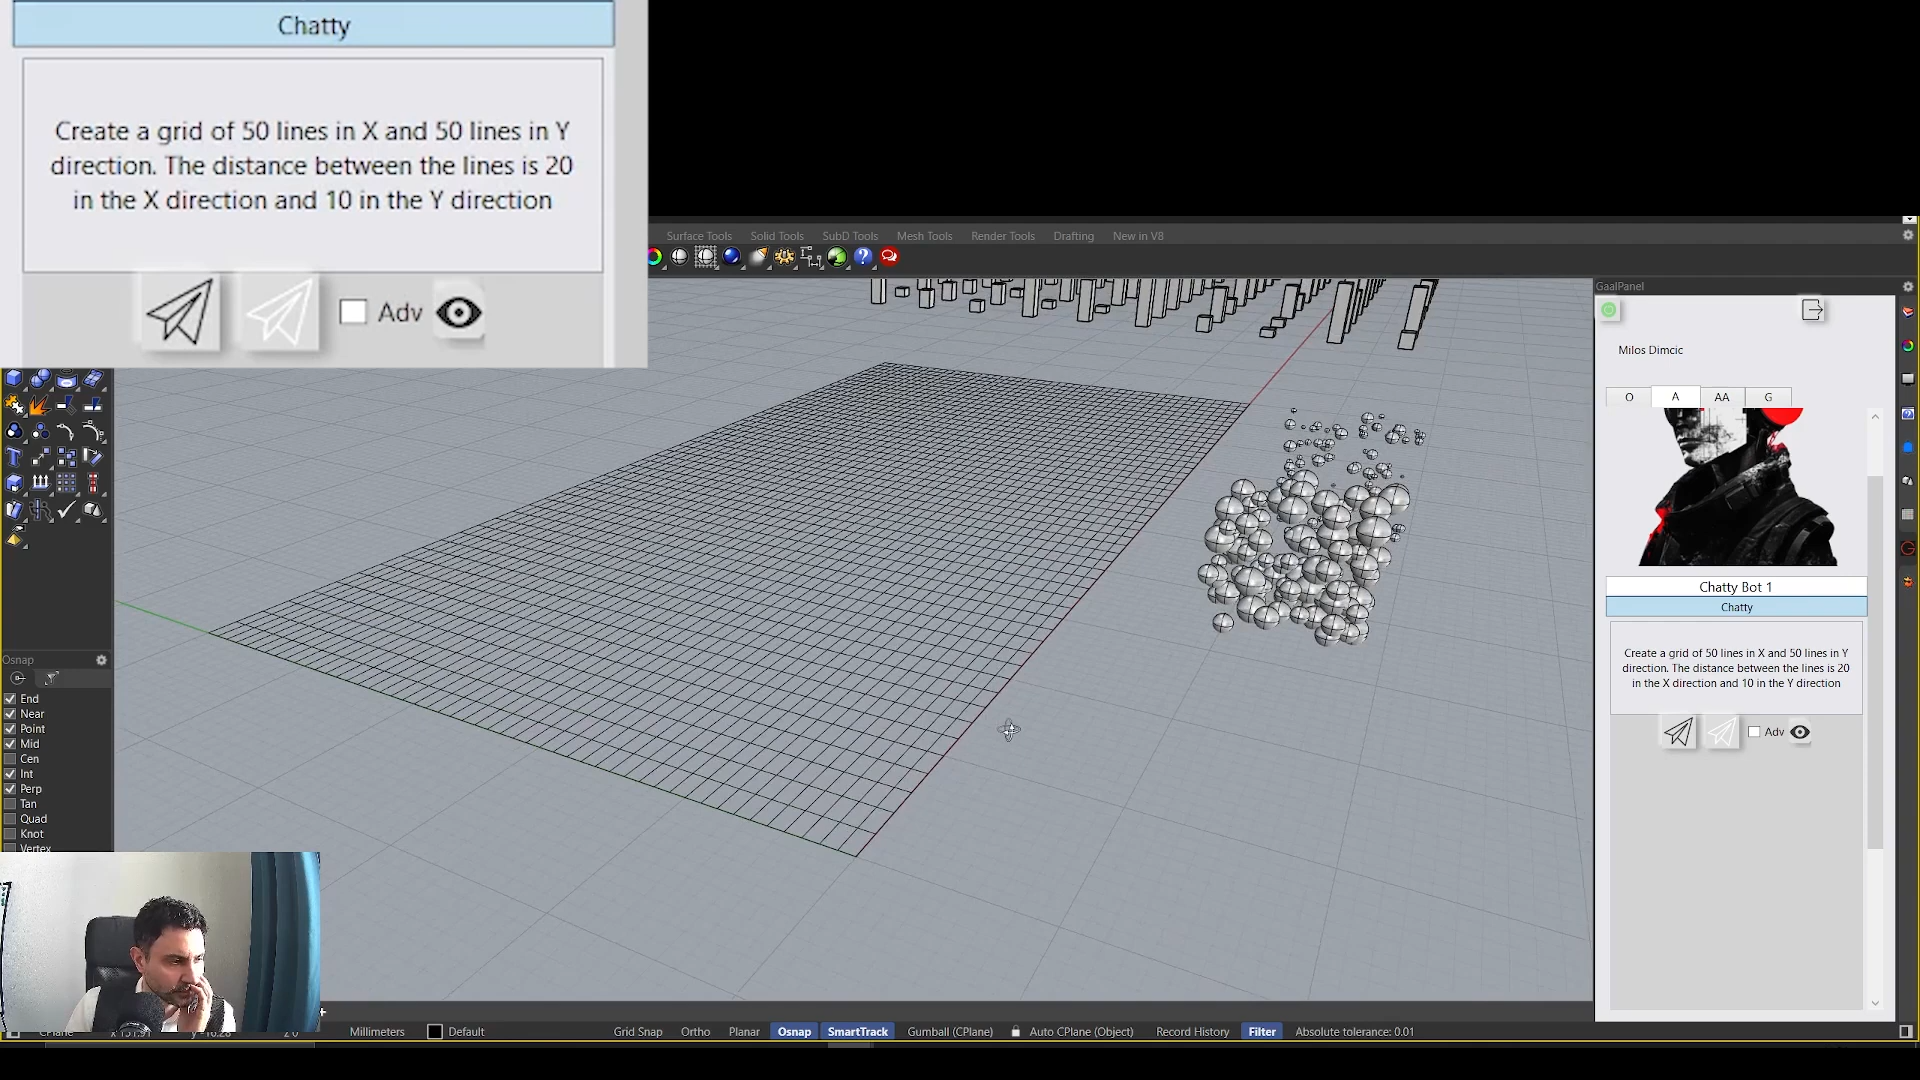 Chatty
Create a grid of 50 lines in X and 50 lines in Y
direction. The distance between the lines is 20
in the X direction and 10 in the Y direction
Adv
Surface Tools
Solid Tools
SubD Tools
Mesh Tools
Render Tools
Drafting
New in V8
GaalPanel
Milos Dimcic
O
A
AA
G
Chatty Bot 1
Chatty
Create a grid of 50 lines in X and 50 lines in Y
direction. The distance between the lines is 20
in the X direction and 10 in the Y direction
Adv
Osnap
End
Near
Point
Mid
Cen
Int
Perp
Tan
Quad
Knot
Vertex
Millimeters
Default
Grid Snap
Ortho
Planar
Osnap
SmartTrack
Gumball (CPlane)
Auto CPlane (Object)
Record History
Filter
Absolute tolerance: 0.01